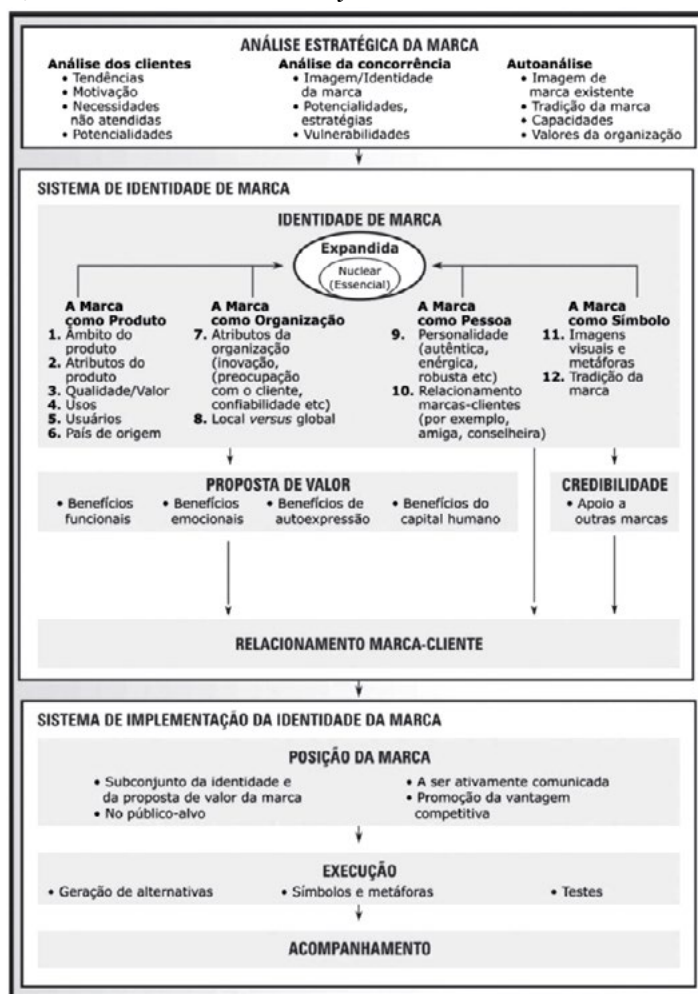 ANÁLISE ESTRATÉGICA DA MARCA
Análise dos clientes
• Tendências
• Motivação
• Necessidades
não atendidas
• Potencialidades
Análise da concorrência
• Imagem/Identidade
da marca
• Potencialidades,
estratégias
• Vulnerabilidades
Autoanálise
• Imagem de
marca existente
• Tradição da marca
• Capacidades
• Valores da organização
SISTEMA DE IDENTIDADE DE MARCA
IDENTIDADE DE MARCA
Expandida
Nuclear
(Essencial)
A Marca
como Produto
1. Âmbito do
produto
2. Atributos do
produto
3. Qualidade/Valor
4. Usos
5. Usuários
6. País de origem
A Marca
como Organização
7. Atributos da
organização
(inovação,
(preocupação
com o cliente,
confiabilidade etc)
8. Local versus global
A Marca
como Pessoa
9. Personalidade
(autêntica,
enérgica,
robusta etc)
10. Relacionamento
marcas-clientes
(por exemplo,
amiga, conselheira)
A Marca
como Símbolo
11. Imagens
visuais e
metáforas
12. Tradição da
marca
PROPOSTA DE VALOR
• Benefícios
funcionais
• Benefícios
emocionais
• Benefícios de
autoexpressão
• Benefícios do
capital humano
CREDIBILIDADE
• Apoio a
outras marcas
RELACIONAMENTO MARCA-CLIENTE
SISTEMA DE IMPLEMENTAÇÃO DA IDENTIDADE DA MARCA
POSIÇÃO DA MARCA
• Subconjunto da identidade e
da proposta de valor da marca
• No público-alvo
• A ser ativamente comunicada
• Promoção da vantagem
competitiva
EXECUÇÃO
• Geração de alternativas
• Símbolos e metáforas
• Testes
ACOMPANHAMENTO